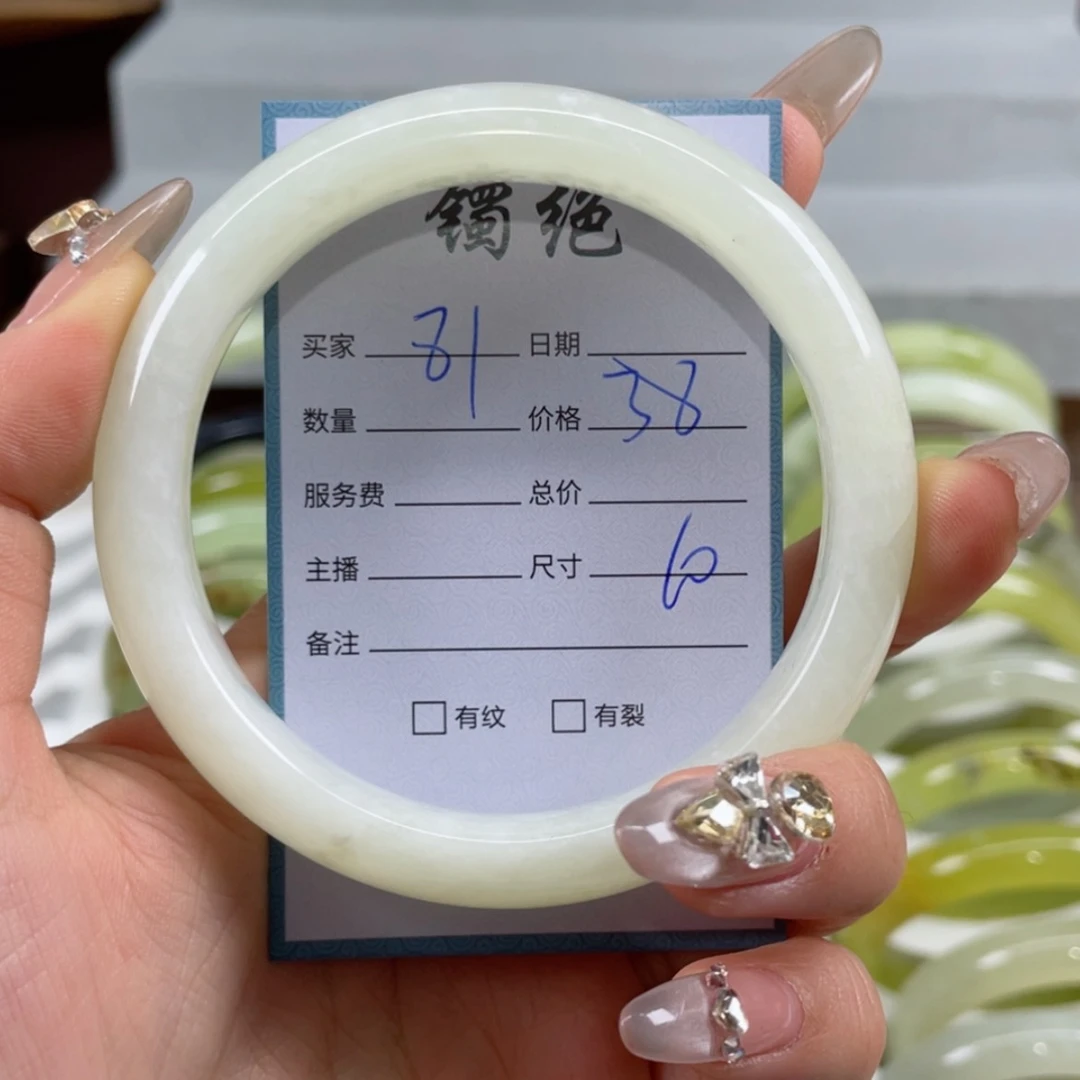 镯绝
买家 81 日期
数量 价格 38
服务费 总价
主播 尺寸 60
备注
□有纹 □有裂